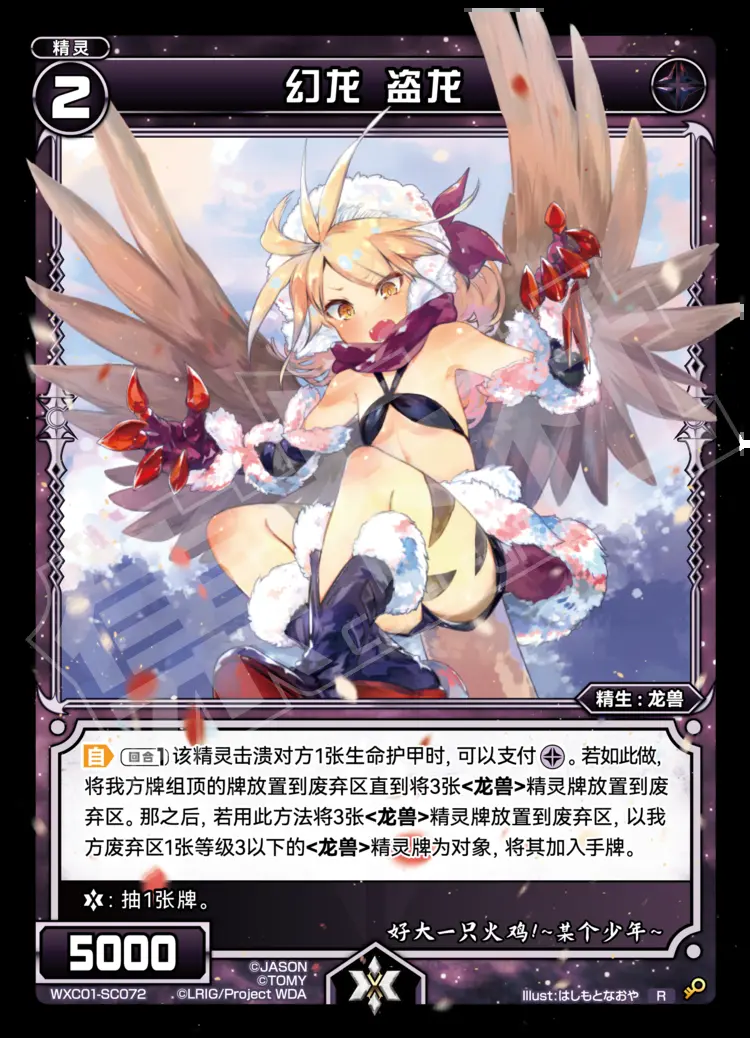 精灵
2
幻龙 盗龙
精生：龙兽
自 回合1 该精灵击溃对方1张生命护甲时，可以支付 。若如此做，
将我方牌组顶的牌放置到废弃区直到将3张<龙兽>精灵牌放置到废
弃区。那之后，若用此方法将3张<龙兽>精灵牌放置到废弃区，以我
方废弃区1张等级3以下的<龙兽>精灵牌为对象，将其加入手牌。
：抽1张牌。
好大一只火鸡！~某个少年~
5000
©JASON
©TOMY
WXC01-SC072 ©LRIG/Project WDA
Illust:はしもとなおや R